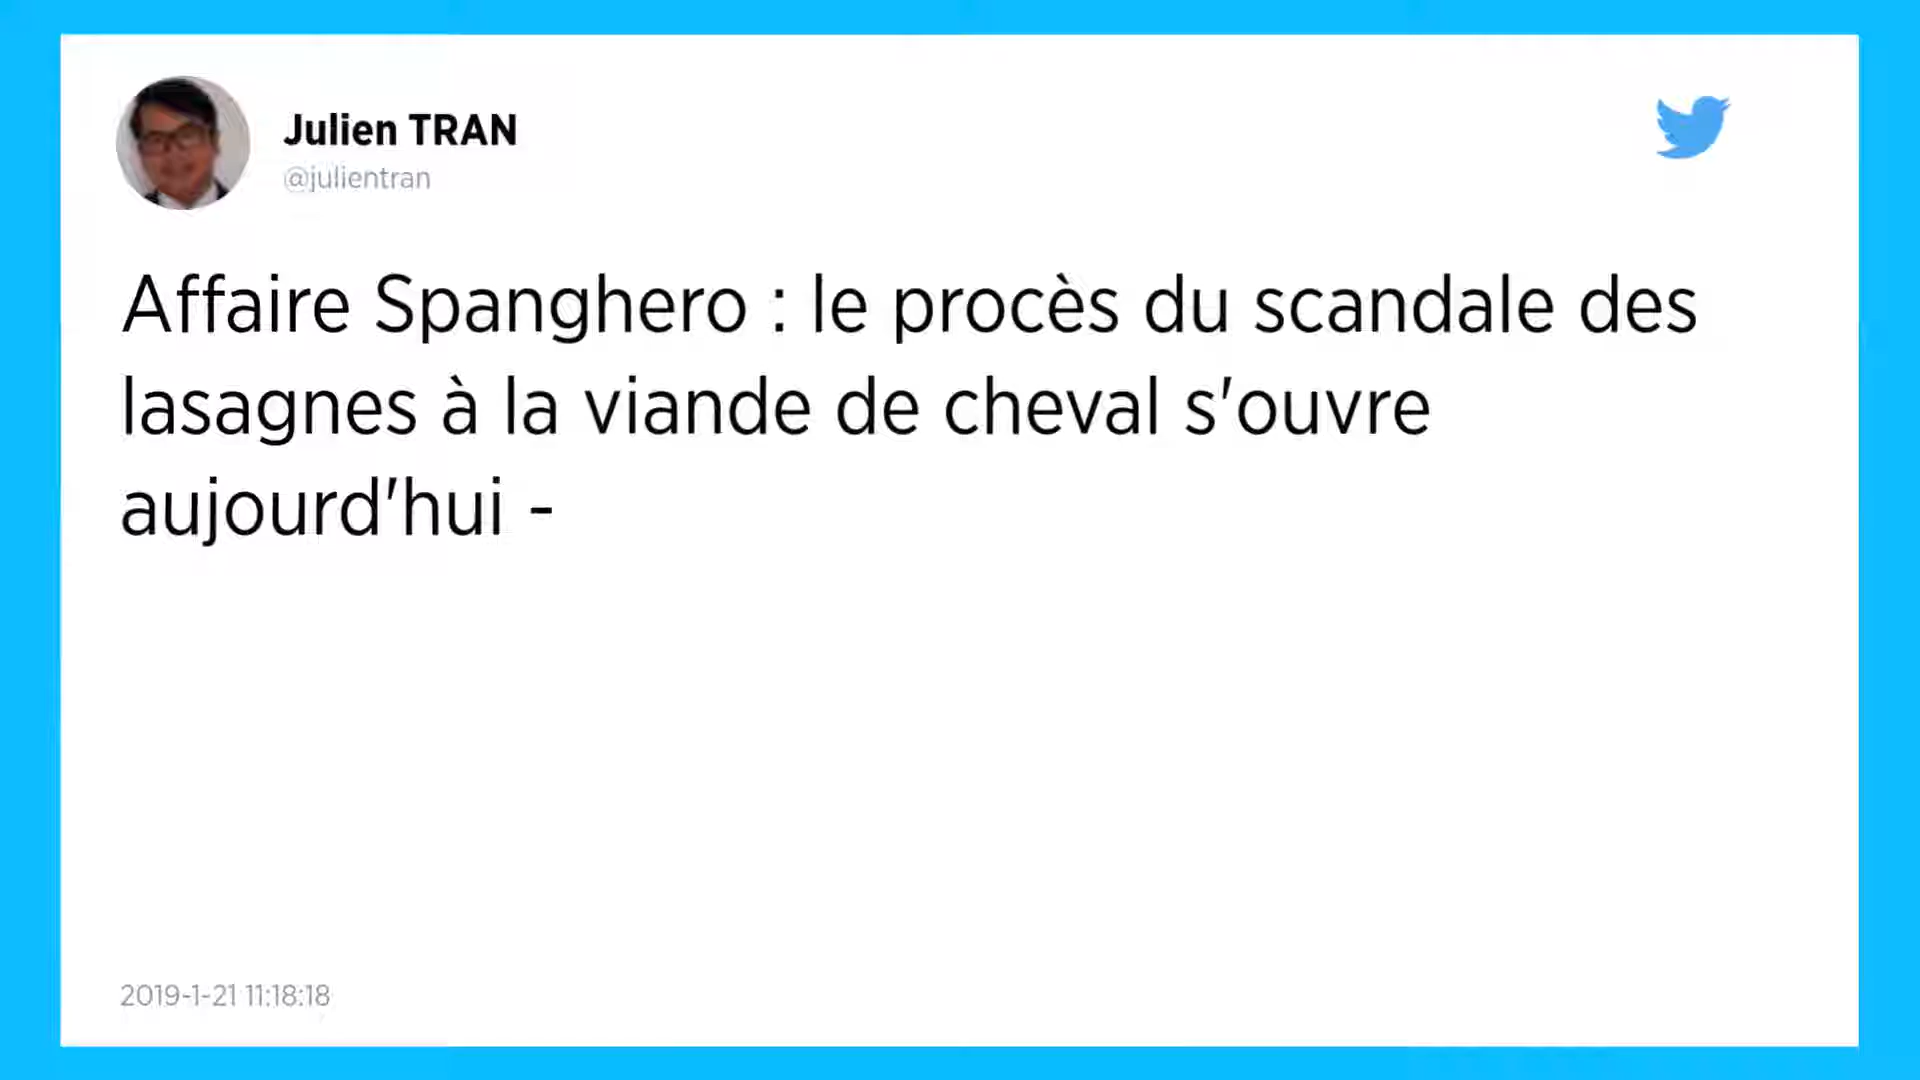 Julien TRAN
@julientran
Affaire Spanghero : le procès du scandale des
lasagnes à la viande de cheval s'ouvre
aujourd'hui -
2019-1-21 11:18:18